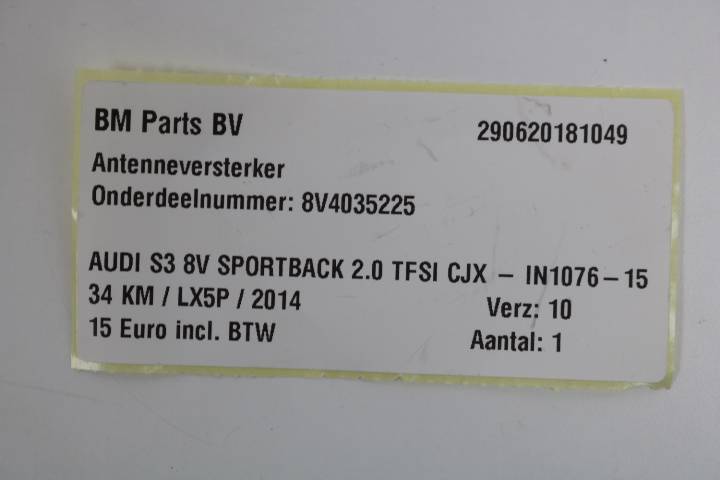 BM Parts BV 290620181049
Antenneversterker
Onderdeelnummer: 8V4035225
AUDI S3 8V SPORTBACK 2.0 TFSI CJX - IN1076-15
34 KM / LX5P / 2014 Verz: 10
15 Euro incl. BTW Aantal: 1